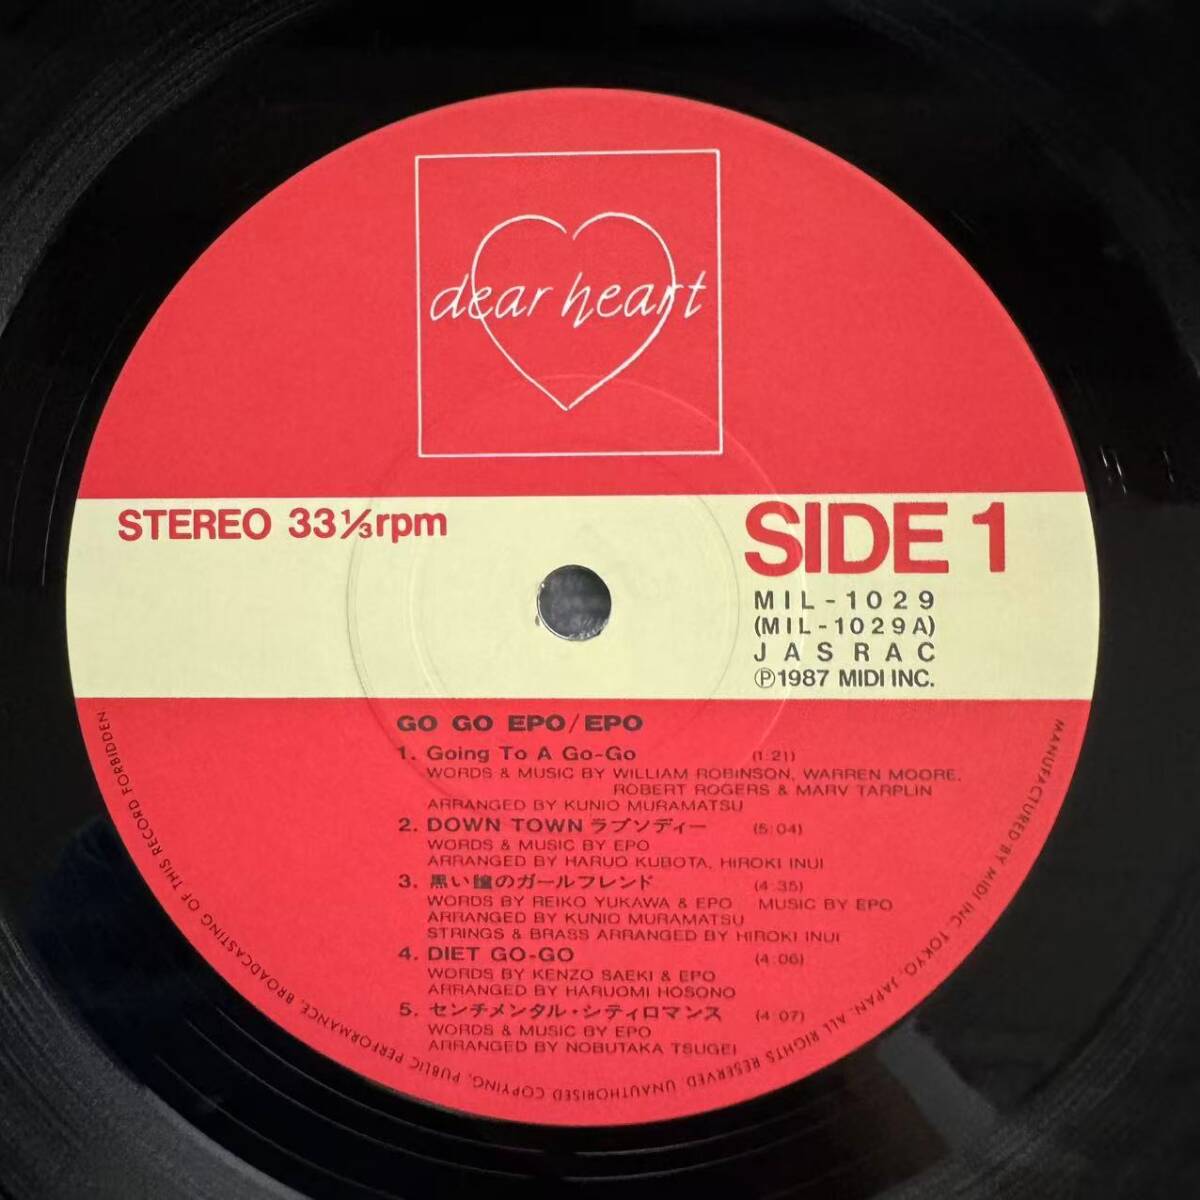 dear heart
STEREO 33⅓rpm
SIDE 1
MIL-1029
(MIL-1029A)
JASRAC
Ⓟ1987 MIDI INC.
GO GO EPO/EPO
1. Going To A Go-Go (1:21)
WORDS & MUSIC BY WILLIAM ROBINSON, WARREN MOORE,
ROBERT ROGERS & MARV TARPLIN
ARRANGED BY KUNIO MURAMATSU
2. DOWN TOWN ラプソディー (5:04)
WORDS & MUSIC BY EPO
ARRANGED BY HARUO KUBOTA, HIROKI INUI
3. 黒い瞳のガールフレンド (4:35)
WORDS BY REIKO YUKAWA & EPO MUSIC BY EPO
ARRANGED BY KUNIO MURAMATSU
STRINGS & BRASS ARRANGED BY HIROKI INUI
4. DIET GO-GO (4:06)
WORDS BY KENZO SAEKI & EPO
ARRANGED BY HARUOMI HOSONO
5. センチメンタル・シティロマンス (4:07)
WORDS & MUSIC BY EPO
ARRANGED BY NOBUTAKA TSUGEI
MANUFACTURED BY MIDI INC. TOKYO, JAPAN. ALL RIGHTS RESERVED. UNAUTHORISED COPYING, PUBLIC PERFORMANCE, BROADCASTING OF THIS RECORD FORBIDDEN